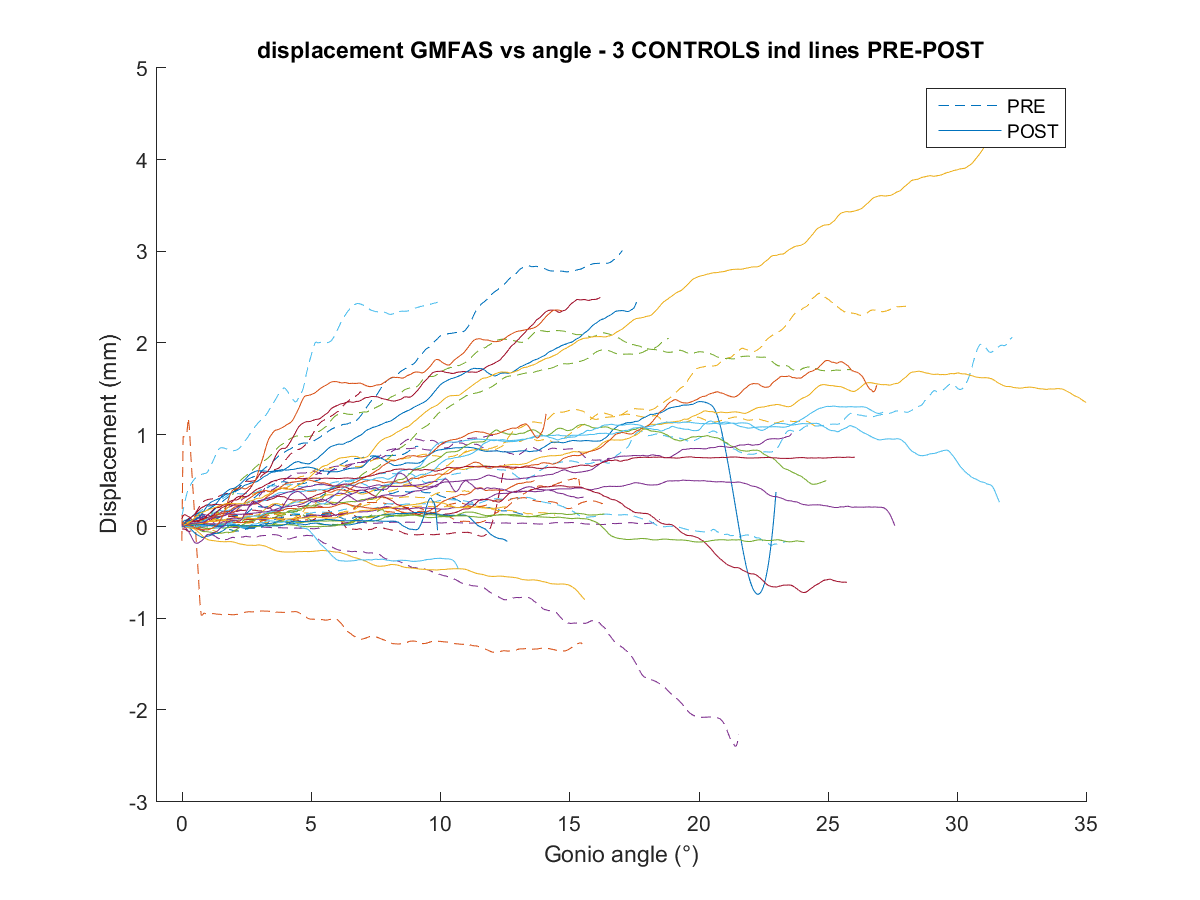 displacement GMFAS vs angle - 3 CONTROLS ind lines PRE-POST
PRE
POST
5
4
3
2
1
0
-1
-2
-3
Displacement (mm)
0 5 10 15 20 25 30 35
Gonio angle (°)